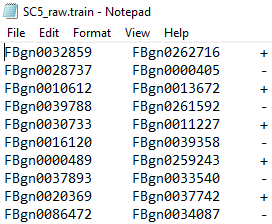 SC5_raw.train - Notepad
File Edit Format View Help
FBgn0032859 FBgn0262716 +
FBgn0028737 FBgn0000405 -
FBgn0010612 FBgn0013672 +
FBgn0039788 FBgn0261592 -
FBgn0030733 FBgn0011227 +
FBgn0016120 FBgn0039358 -
FBgn0000489 FBgn0259243 +
FBgn0037893 FBgn0033540 -
FBgn0020369 FBgn0037742 +
FBgn0086472 FBgn0034087 -